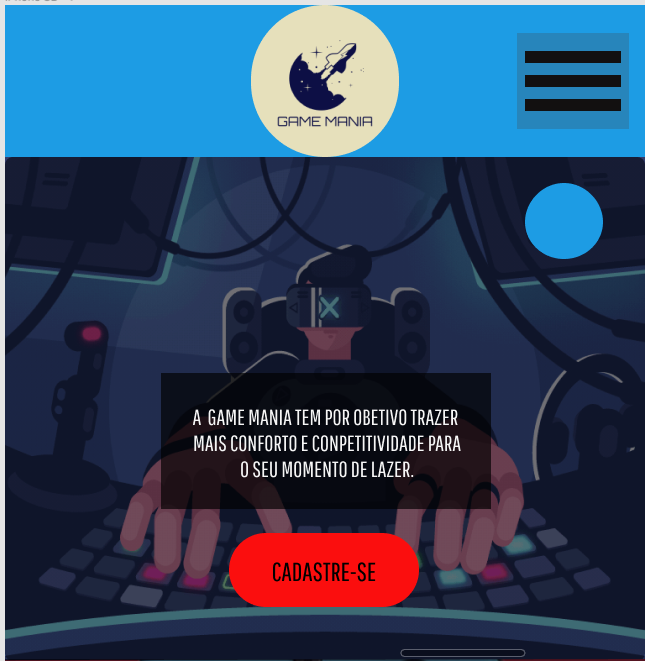 GAME MANIA
A GAME MANIA TEM POR OBETIVO TRAZER
MAIS CONFORTO E CONPETITIVIDADE PARA
O SEU MOMENTO DE LAZER.
CADASTRE-SE